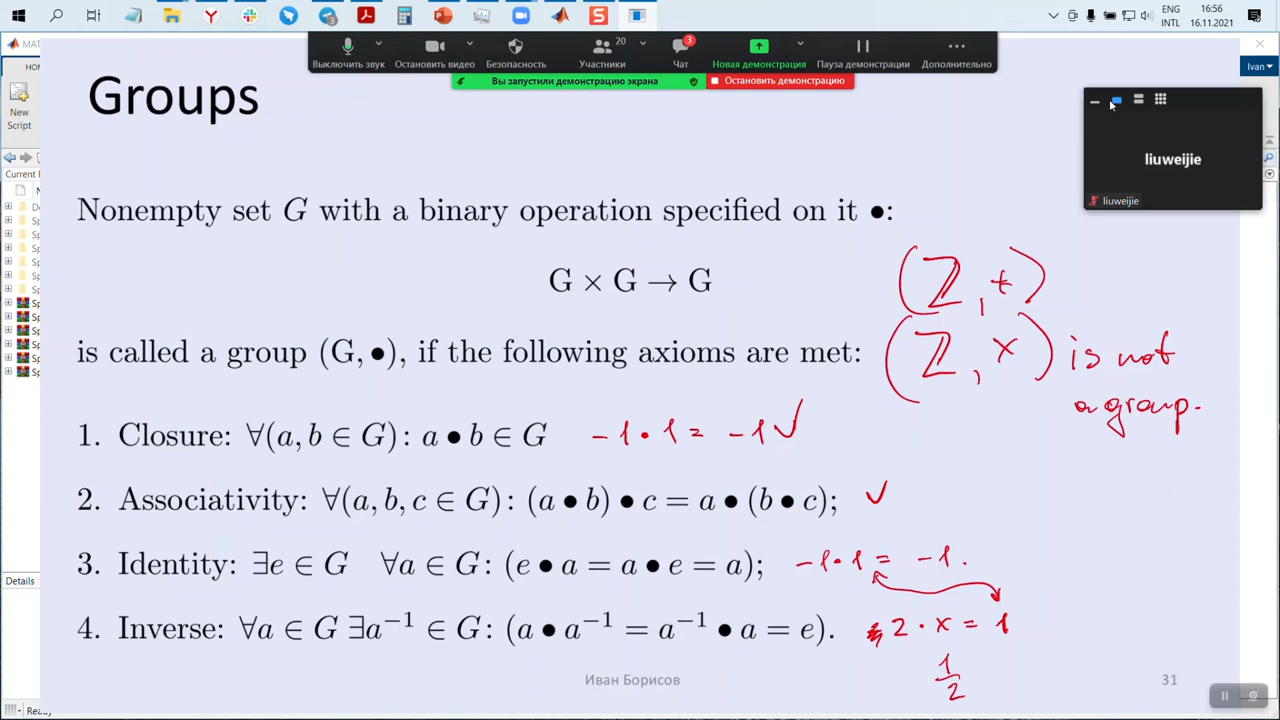 ENG 16:56
INTL 16.11.2021
Выключить звук
Остановить видео
Безопасность
20
Участники
3
Чат
Новая демонстрация
Пауза демонстрации
Дополнительно
Вы запустили демонстрацию экрана
Остановить демонстрацию
Ivan
New
Script
Details
liuweijie
liuweijie
Groups
Nonempty set G with a binary operation specified on it •:
G × G → G
(ℤ, +)
is called a group (G, •), if the following axioms are met:
(ℤ, ×) is not
a group.
1. Closure: ∀(a, b ∈ G): a • b ∈ G -1 · 1 = -1 ✓
2. Associativity: ∀(a, b, c ∈ G): (a • b) • c = a • (b • c); ✓
3. Identity: ∃e ∈ G ∀a ∈ G: (e • a = a • e = a); -1 · 1 = -1.
4. Inverse: ∀a ∈ G ∃a⁻¹ ∈ G: (a • a⁻¹ = a⁻¹ • a = e). 2 · x = 1
1/2
Иван Борисов
31